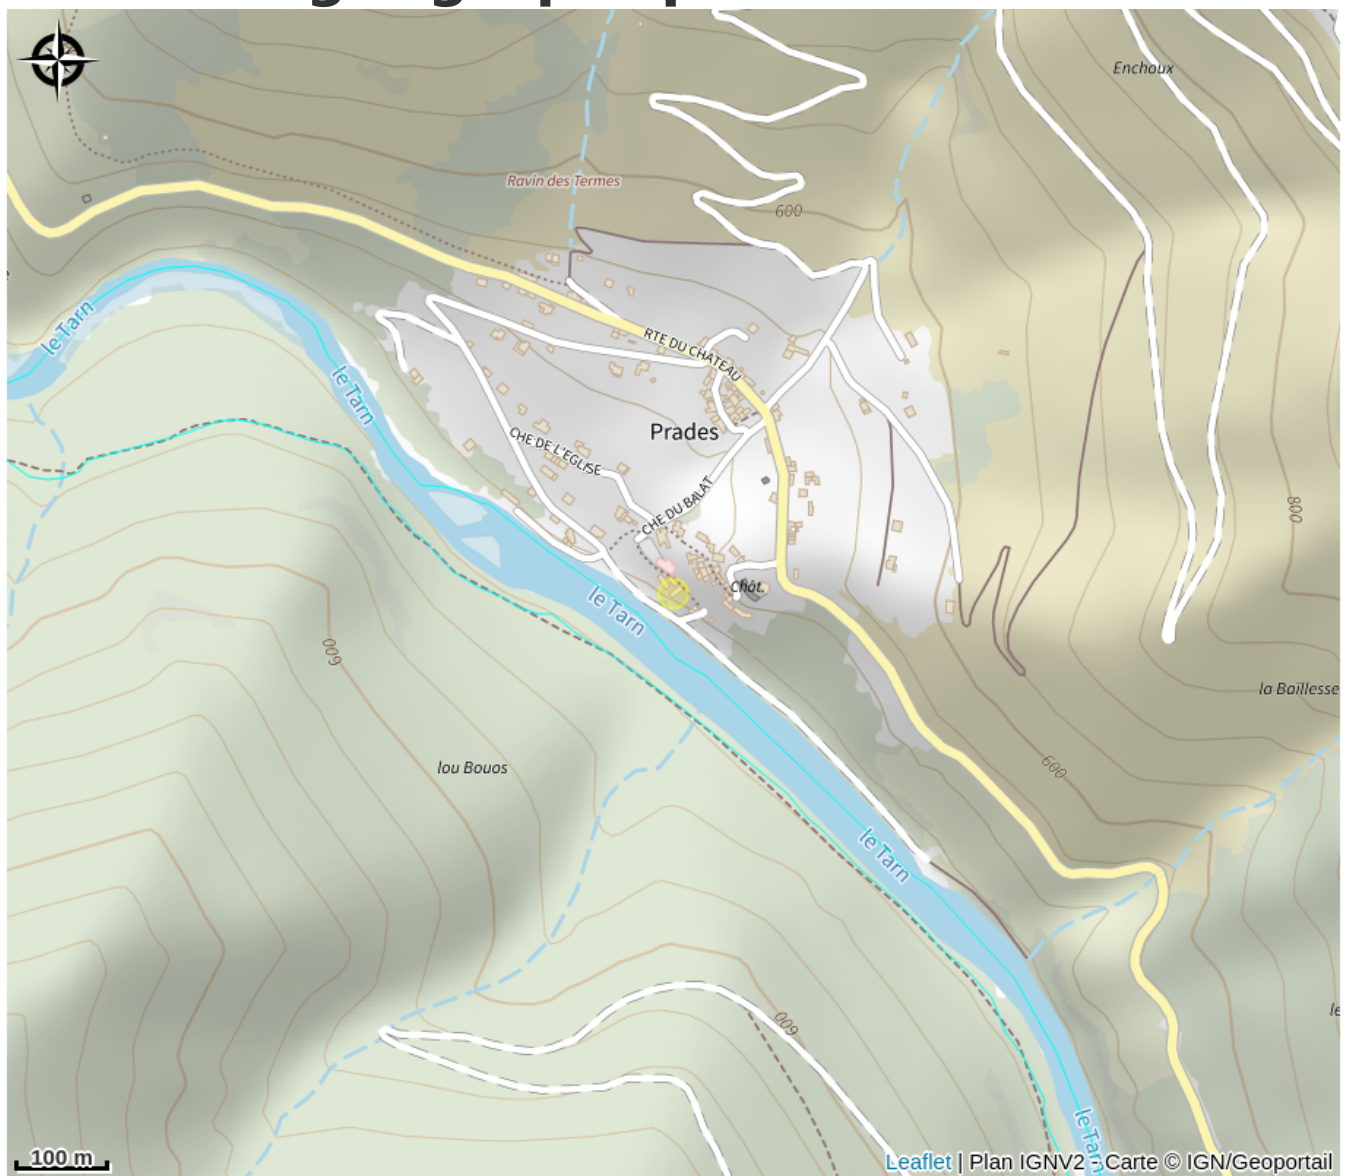 Enchoux
Ravin des Termes
600
le Tarn
RTE DU CHATEAU
le Tarn
Prades
CHE DE L'EGLISE
CHE DU BALAT
800
Chât.
le Tarn
600
la Baillesse
600
lou Bouos
le Tarn
600
le Tarn
100 m
Leaflet | Plan IGNV2 - Carte © IGN/Geoportail